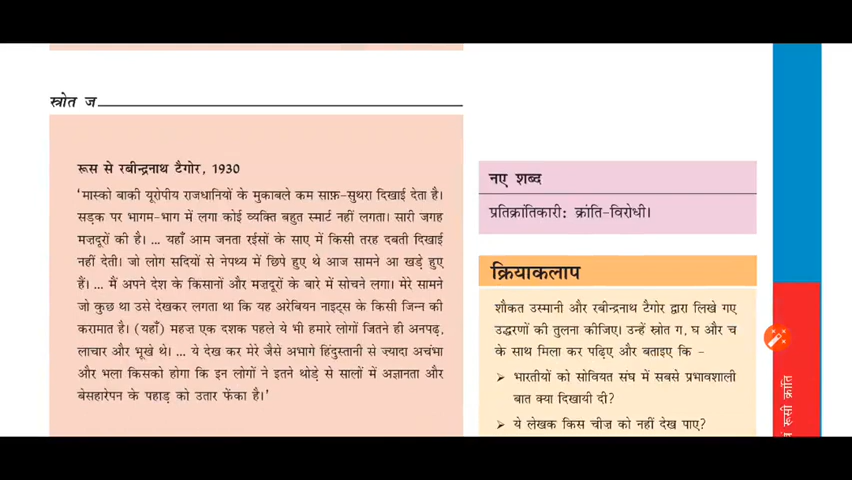 स्त्रोत ज
रूस से रबीन्द्रनाथ टैगोर, 1930
'मास्को बाकी यूरोपीय राजधानियों के मुकाबले कम साफ़-सुथरा दिखाई देता है।
सड़क पर भागम-भाग में लगा कोई व्यक्ति बहुत स्मार्ट नहीं लगता। सारी जगह
मज़दूरों की है। ... यहाँ आम जनता रईसों के साए में किसी तरह दबती दिखाई
नहीं देती। जो लोग सदियों से नेपथ्य में छिपे हुए थे आज सामने आ खड़े हुए
हैं। ... मैं अपने देश के किसानों और मज़दूरों के बारे में सोचने लगा। मेरे सामने
जो कुछ था उसे देखकर लगता था कि यह अरेबियन नाइट्स के किसी जिन्न की
करामात है। (यहाँ) महज़ एक दशक पहले ये भी हमारे लोगों जितने ही अनपढ़,
लाचार और भूखे थे। ... ये देख कर मेरे जैसे अभागे हिंदुस्तानी से ज्यादा अचंभा
और भला किसको होगा कि इन लोगों ने इतने थोड़े से सालों में अज्ञानता और
बेसहारेपन के पहाड़ को उतार फेंका है।'
नए शब्द
प्रतिक्रांतिकारी: क्रांति-विरोधी।
क्रियाकलाप
शौकत उस्मानी और रबीन्द्रनाथ टैगोर द्वारा लिखे गए
उद्धरणों की तुलना कीजिए। उन्हें स्रोत ग, घ और च
के साथ मिला कर पढ़िए और बताइए कि –
➤ भारतीयों को सोवियत संघ में सबसे प्रभावशाली
बात क्या दिखायी दी?
➤ ये लेखक किस चीज़ को नहीं देख पाए?
रूसी क्रांति